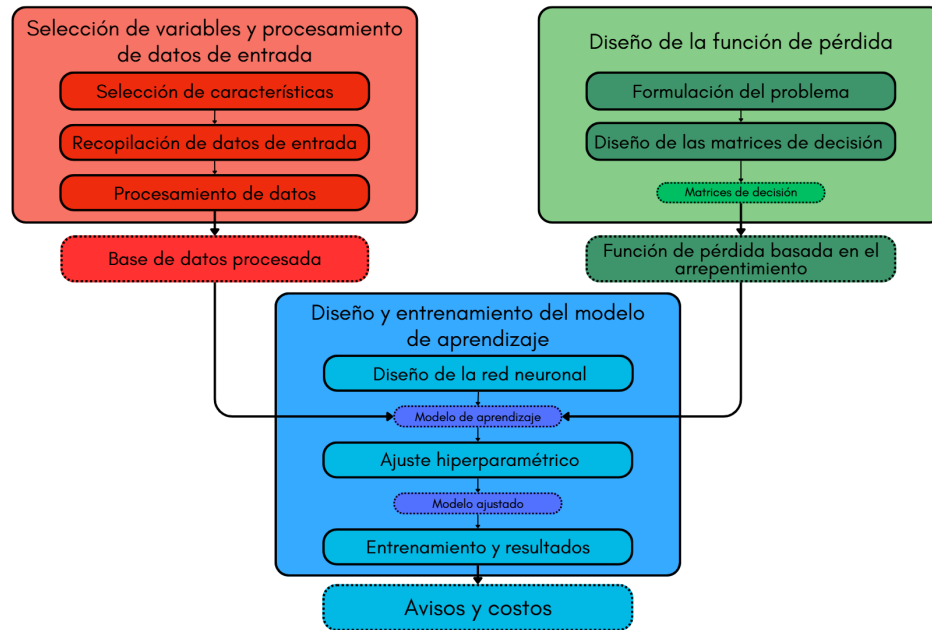 Selección de variables y procesamiento
de datos de entrada
Selección de características
Recopilación de datos de entrada
Procesamiento de datos
Base de datos procesada
Diseño de la función de pérdida
Formulación del problema
Diseño de las matrices de decisión
Matrices de decisión
Función de pérdida basada en el
arrepentimiento
Diseño y entrenamiento del modelo
de aprendizaje
Diseño de la red neuronal
Modelo de aprendizaje
Ajuste hiperparamétrico
Modelo ajustado
Entrenamiento y resultados
Avisos y costos